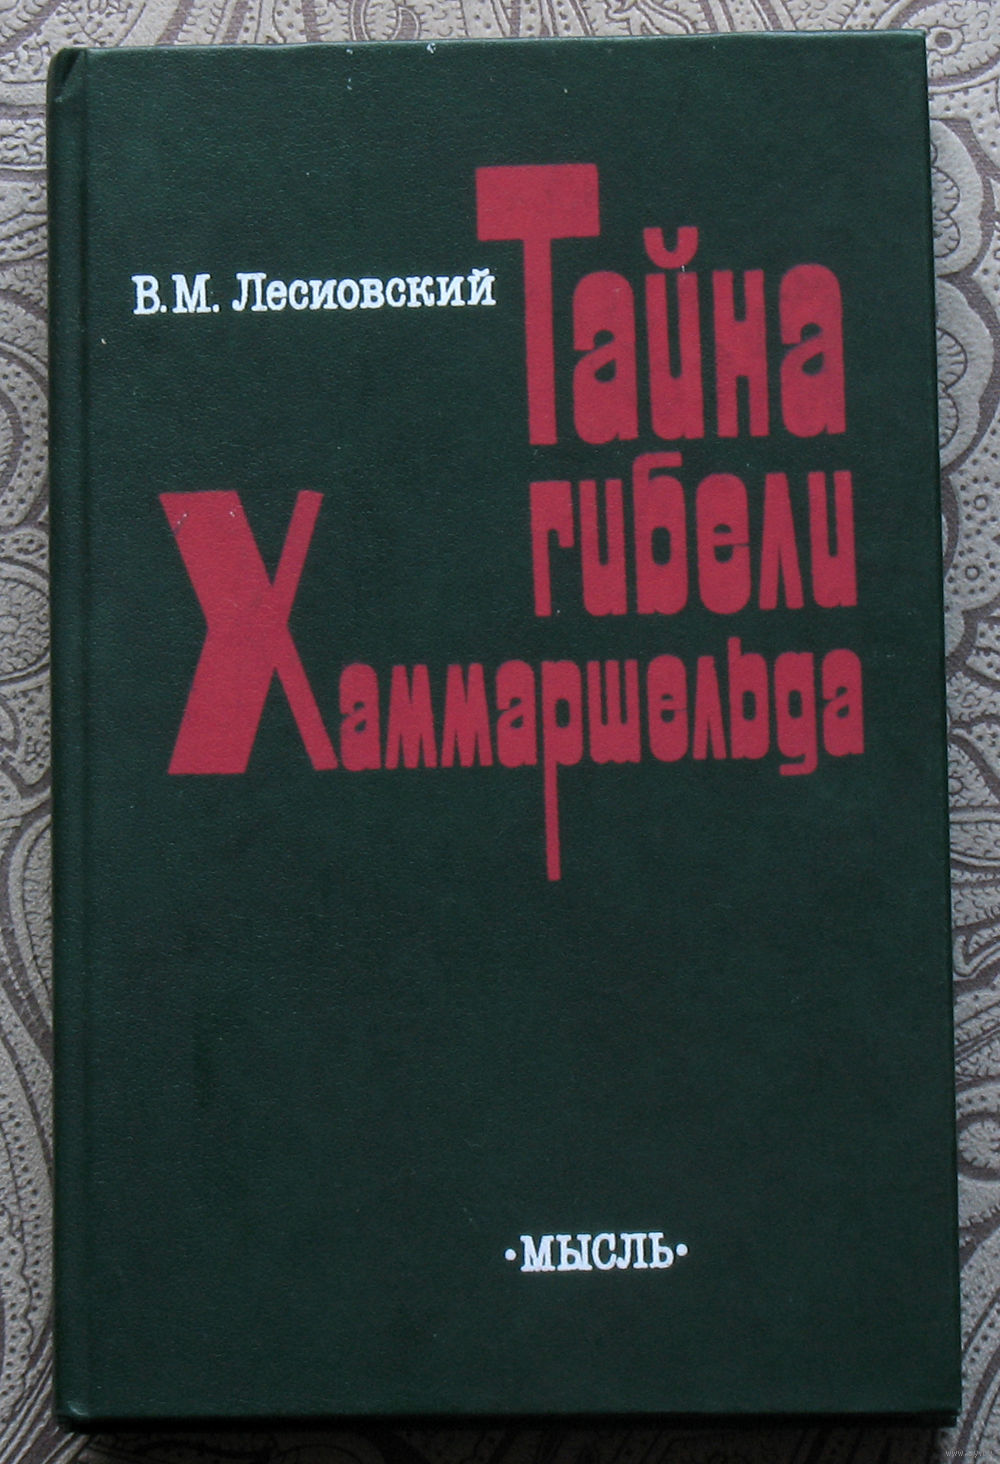 В.М. Лесиовский
Тайна
гибели
Хаммаршельда
·МЫСЛЬ·